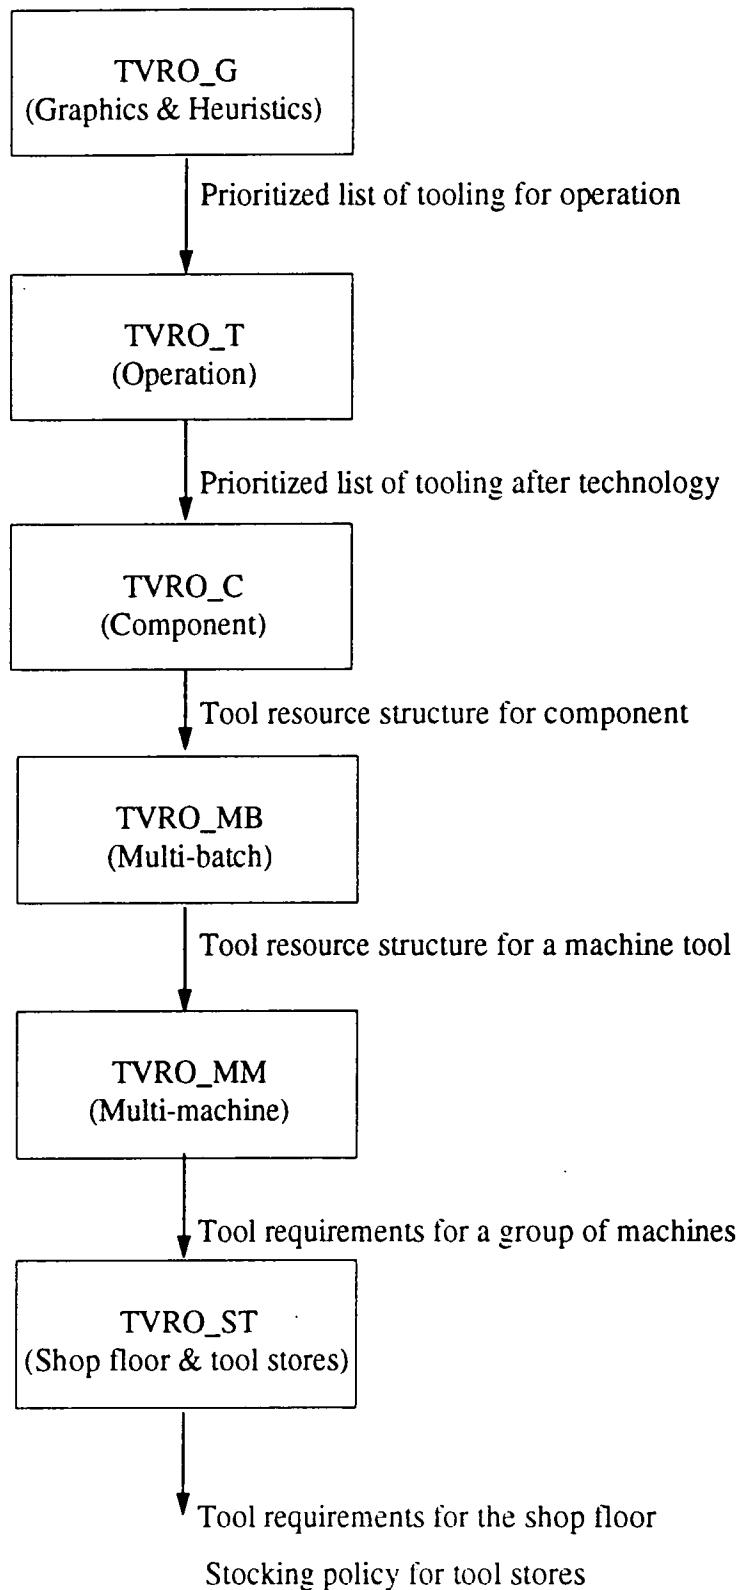 TVRO_G
(Graphics & Heuristics)
Prioritized list of tooling for operation
TVRO_T
(Operation)
Prioritized list of tooling after technology
TVRO_C
(Component)
Tool resource structure for component
TVRO_MB
(Multi-batch)
Tool resource structure for a machine tool
TVRO_MM
(Multi-machine)
Tool requirements for a group of machines
TVRO_ST
(Shop floor & tool stores)
Tool requirements for the shop floor
Stocking policy for tool stores